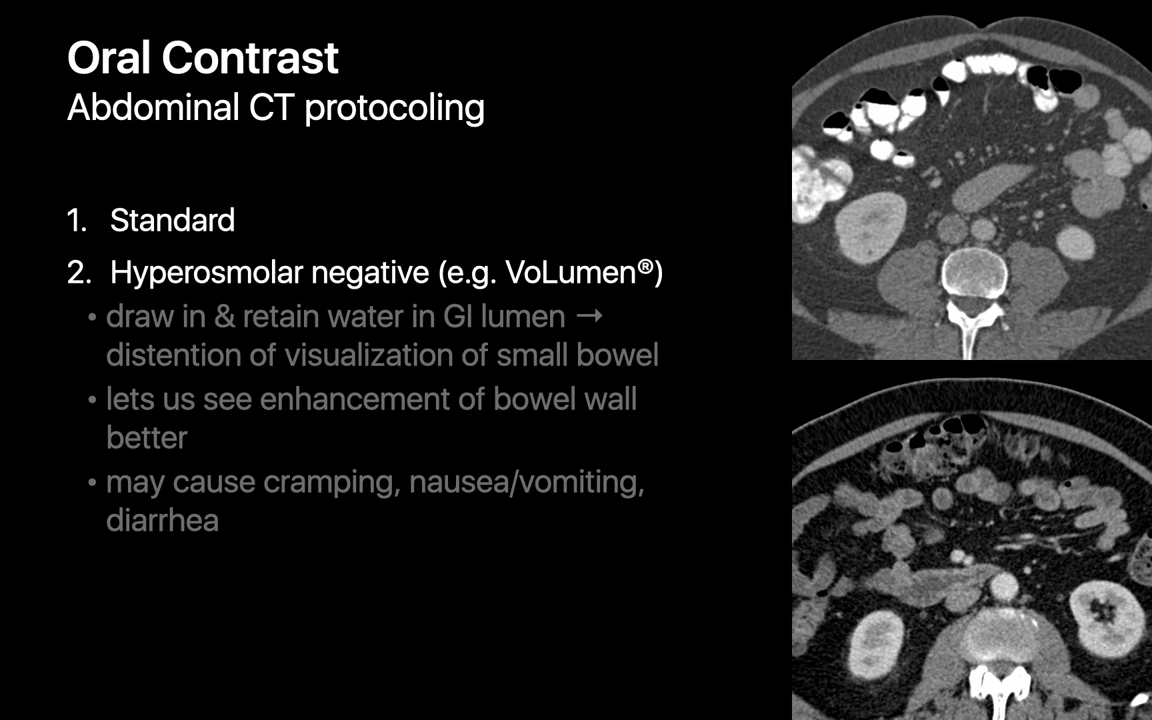 Oral Contrast
Abdominal CT protocoling
1. Standard
2. Hyperosmolar negative (e.g. VoLumen®)
• draw in & retain water in GI lumen →
distention of visualization of small bowel
• lets us see enhancement of bowel wall
better
• may cause cramping, nausea/vomiting,
diarrhea